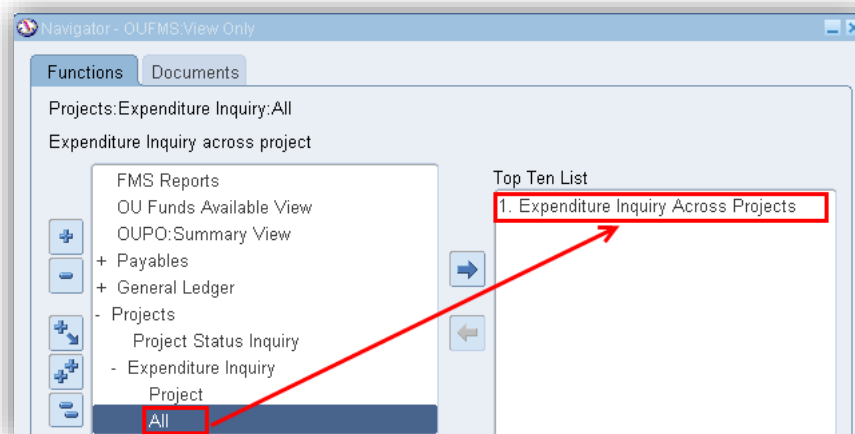 Navigator - OUFMS:View Only
Functions
Documents
Projects:Expenditure Inquiry:All
Expenditure Inquiry across project
FMS Reports
OU Funds Available View
OUPO:Summary View
+ Payables
+ General Ledger
- Projects
Project Status Inquiry
- Expenditure Inquiry
Project
All
Top Ten List
1. Expenditure Inquiry Across Projects